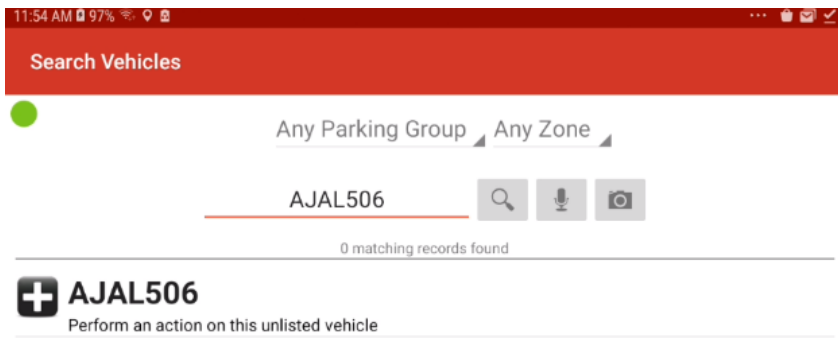 11:54 AM 97%
Search Vehicles
Any Parking Group Any Zone
AJAL506
0 matching records found
AJAL506
Perform an action on this unlisted vehicle